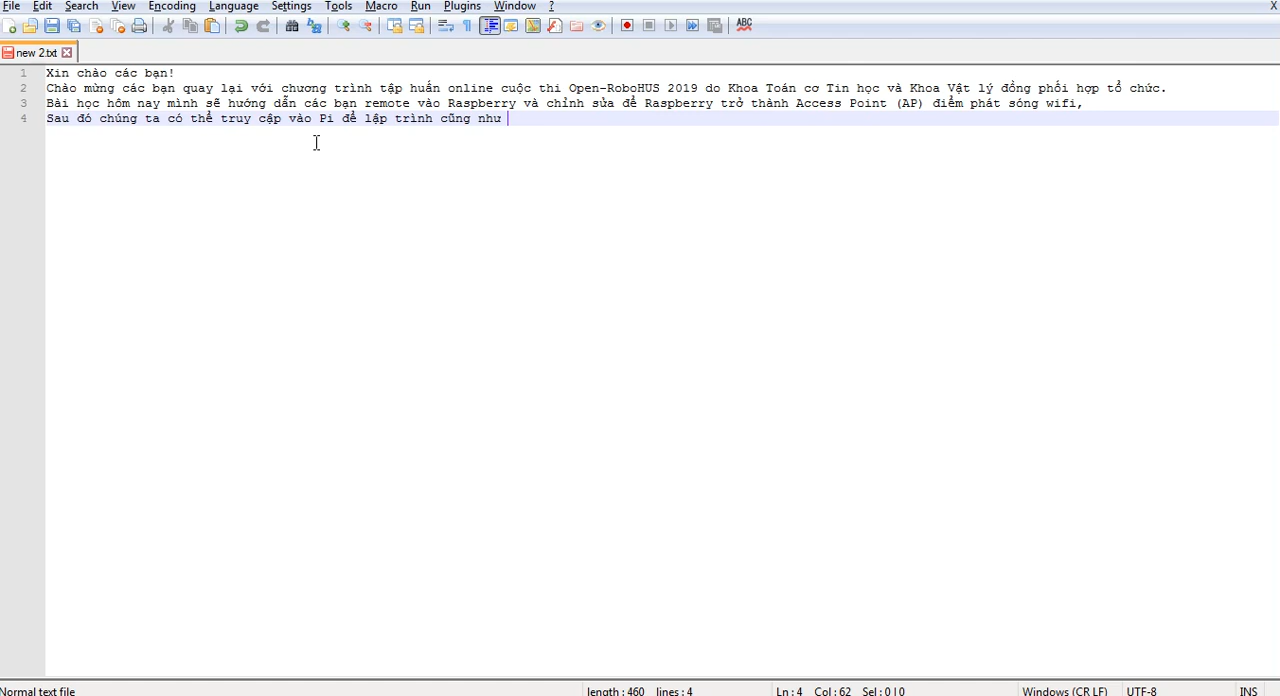 File Edit Search View Encoding Language Settings Tools Macro Run Plugins Window ? X
ABC
new 2.txt
1 Xin chào các bạn!
2 Chào mừng các bạn quay lại với chương trình tập huấn online cuộc thi Open-RoboHUS 2019 do Khoa Toán cơ Tin học và Khoa Vật lý đồng phối hợp tổ chức.
3 Bài học hôm nay mình sẽ hướng dẫn các bạn remote vào Raspberry và chỉnh sửa để Raspberry trở thành Access Point (AP) điểm phát sóng wifi,
4 Sau đó chúng ta có thể truy cập vào Pi để lập trình cũng như
Normal text file length : 460 lines : 4 Ln : 4 Col : 62 Sel : 0 | 0 Windows (CR LF) UTF-8 INS